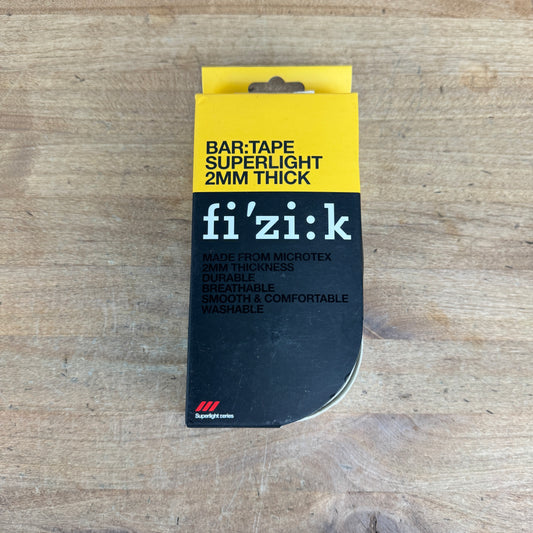 BAR:TAPE
SUPERLIGHT
2MM THICK
fi'zi:k
MADE FROM MICROTEX
2MM THICKNESS
DURABLE
BREATHABLE
SMOOTH & COMFORTABLE
WASHABLE
Superlight series